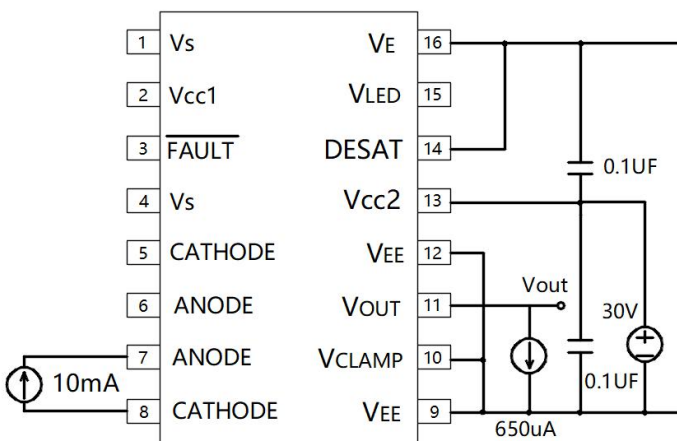 1 Vs VE 16
2 Vcc1 VLED 15
3 FAULT DESAT 14
0.1UF
4 Vs Vcc2 13
5 CATHODE VEE 12
Vout
6 ANODE VOUT 11
30V
7 ANODE VCLAMP 10
10mA
0.1UF
8 CATHODE VEE 9
650uA